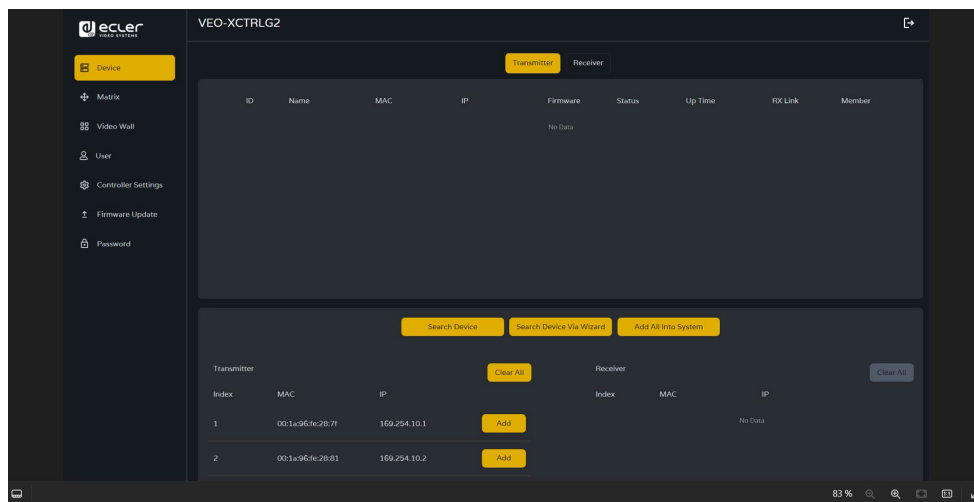 ecler
VIDEO SYSTEMS
VEO-XCTRLG2
Device
Matrix
Video Wall
User
Controller Settings
Firmware Update
Password
Transmitter Receiver
ID Name MAC IP Firmware Status Up Time RX Link Member
No Data
Search Device Search Device Via Wizard Add All Into System
Transmitter Clear All
Index MAC IP
1 00:1a:96:fe:28:7f 169.254.10.1 Add
2 00:1a:96:fe:28:81 169.254.10.2 Add
Receiver Clear All
Index MAC IP
No Data
83 %